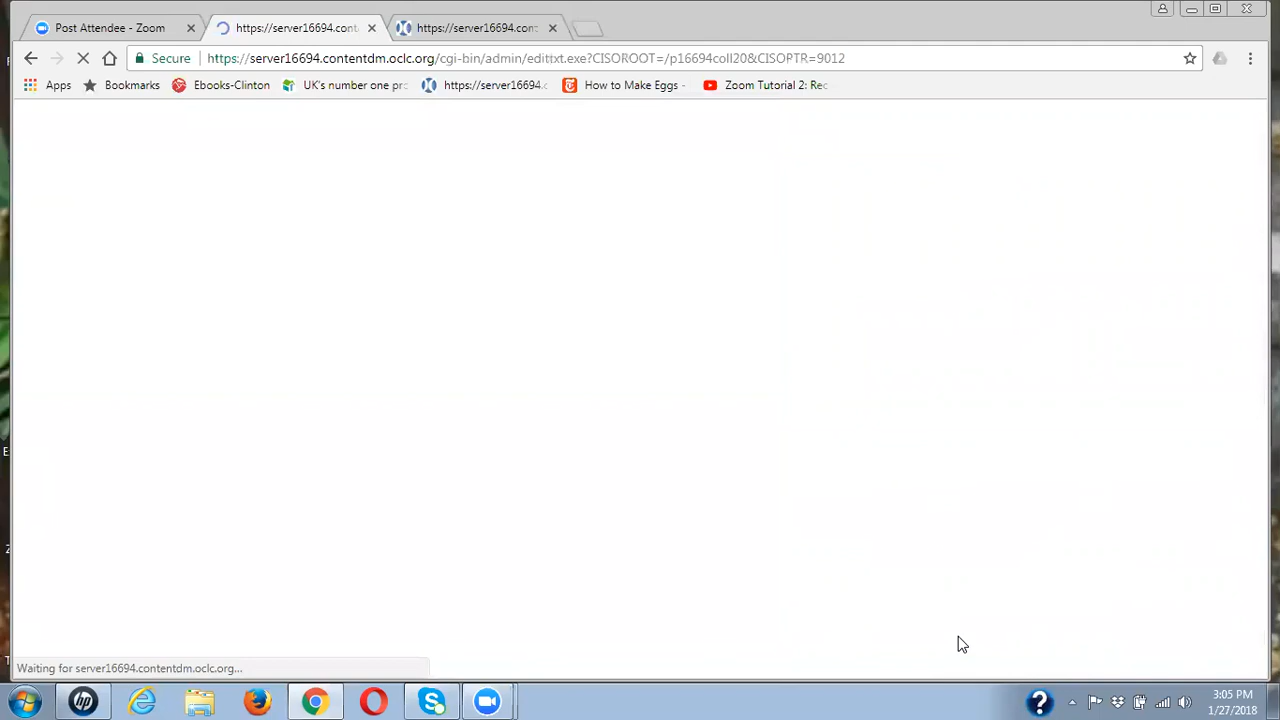 Post Attendee - Zoom
https://server16694.cont
https://server16694.cont
Secure
https://server16694.contentdm.oclc.org/cgi-bin/admin/edittxt.exe?CISOROOT=/p16694coll20&CISOPTR=9012
Apps
Bookmarks
Ebooks-Clinton
UK's number one pr
https://server16694.
How to Make Eggs -
Zoom Tutorial 2: Rec
Waiting for server16694.contentdm.oclc.org...
3:05 PM
1/27/2018